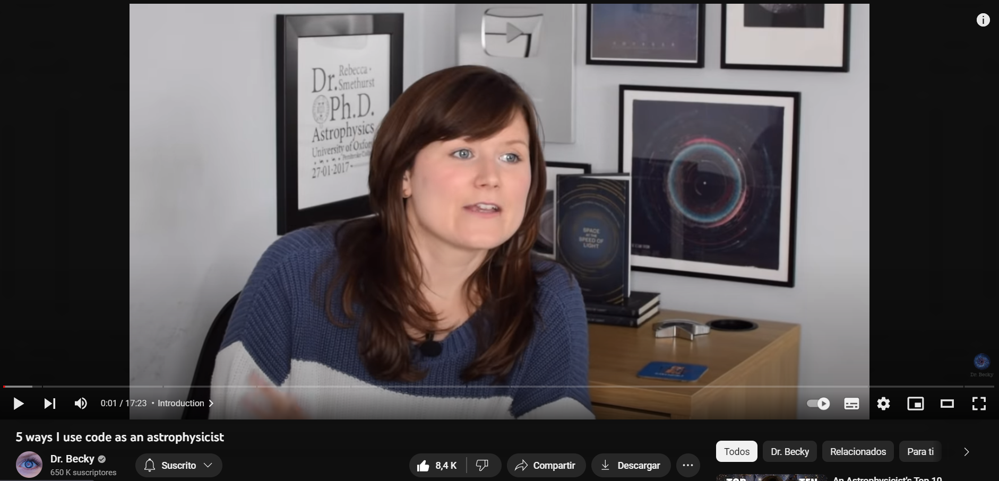 Dr. Rebecca
Smethurst
Ph.D.
Astrophysics
University of Oxford
27·01·2017
SPACE
AT THE
SPEED OF
LIGHT
Dr. Becky
0:01 / 17:23 • Introduction
5 ways I use code as an astrophysicist
Dr. Becky
650 K suscriptores
Suscrito
8,4 K
Compartir
Descargar
Todos
Dr. Becky
Relacionados
Para ti
An Astrophysicist's Top 10